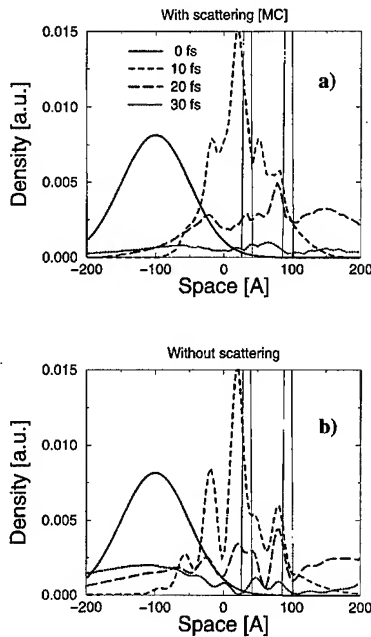 With scattering [MC]
0.015
0.010
0.005
0.000
Density [a.u.]
0 fs
10 fs
20 fs
30 fs
a)
-200
-100
0
100
200
Space [A]
Without scattering
0.015
0.010
0.005
0.000
Density [a.u.]
b)
-200
-100
0
100
200
Space [A]